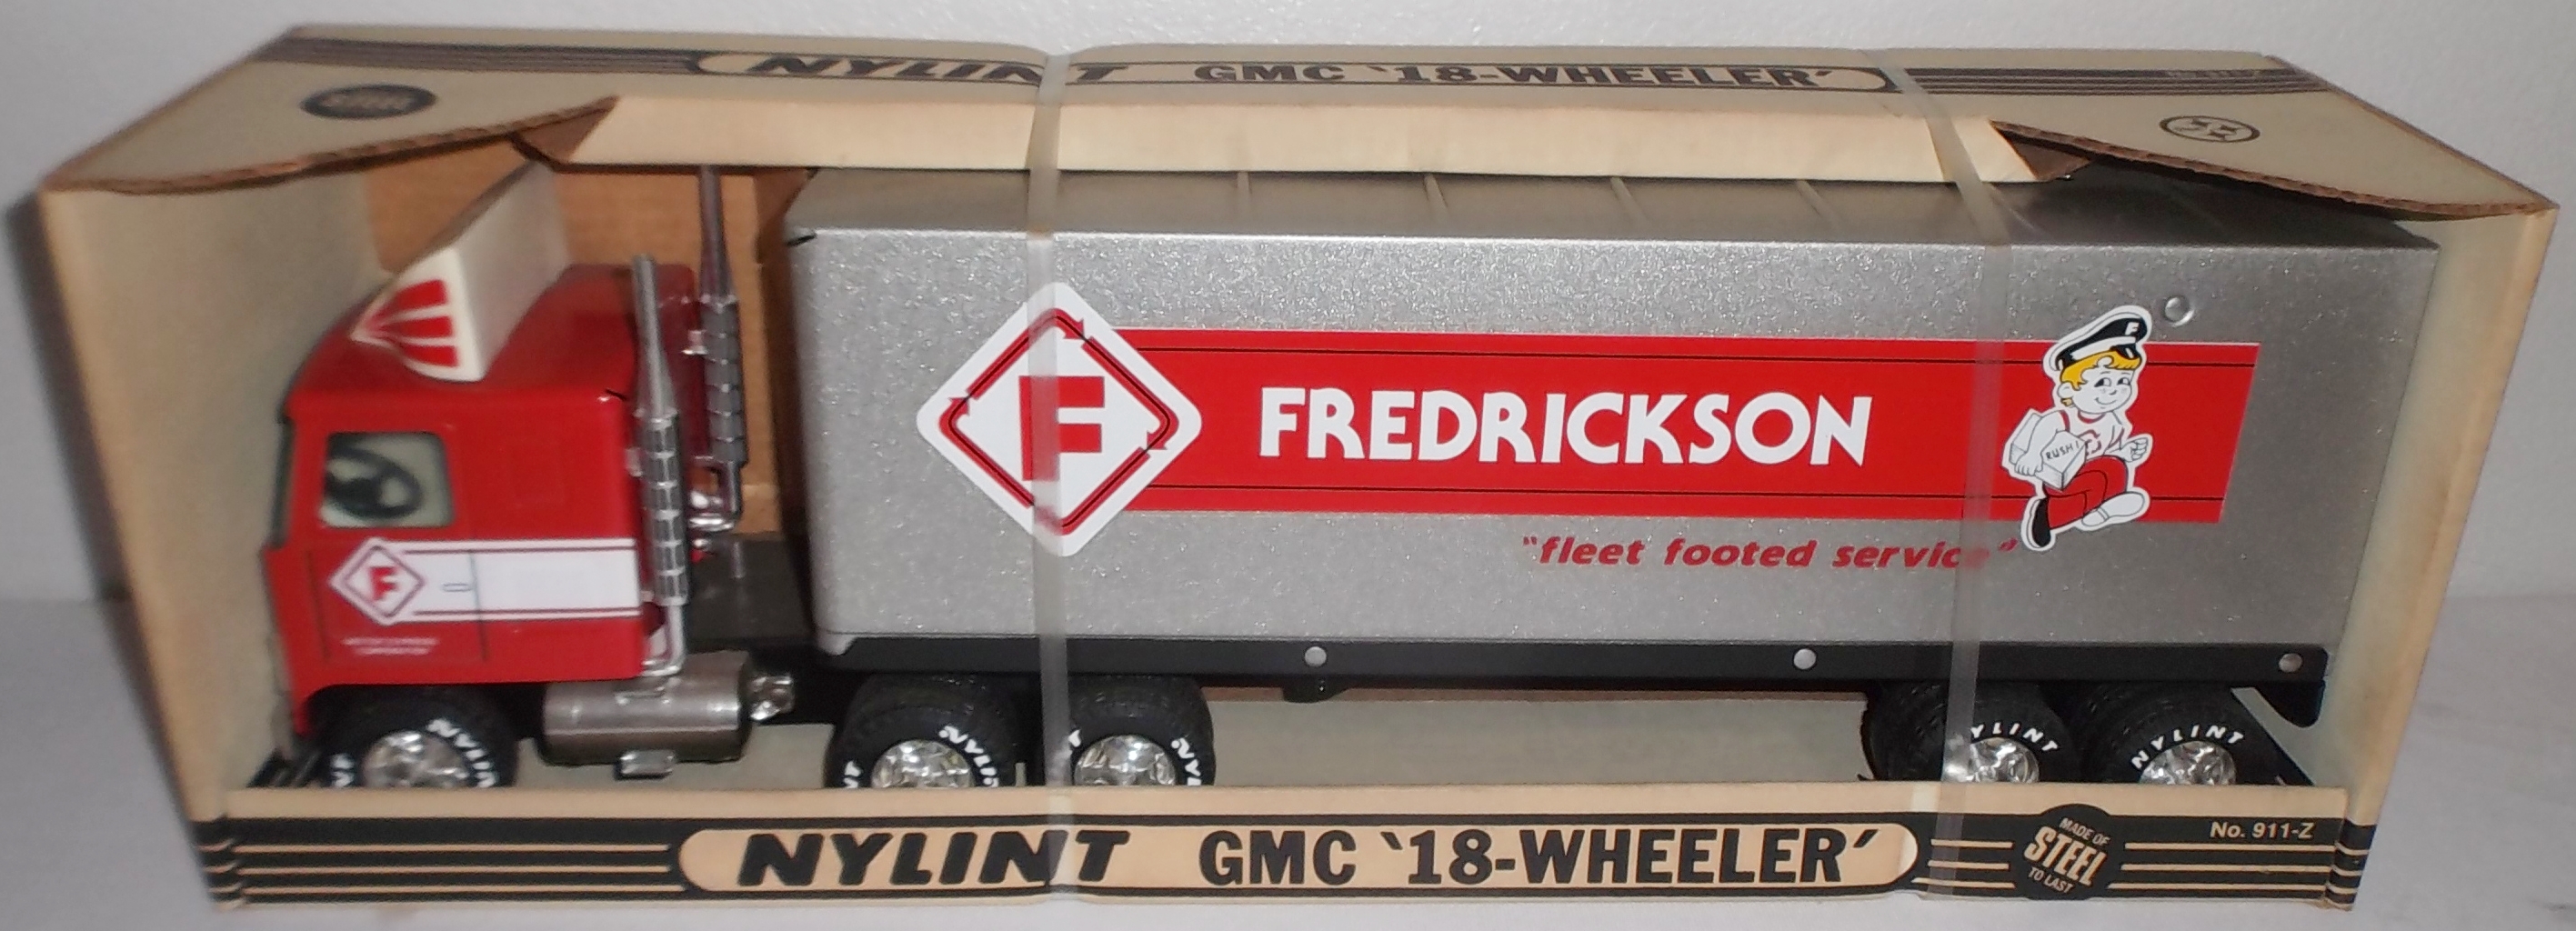 NYLINT GMC '18-WHEELER'
F
FREDRICKSON
F
RUSH!
"fleet footed service"
F
NYLINT
NYLINT
NYLINT
NYLINT
NYLINT GMC '18-WHEELER'
MADE OF
STEEL
TO LAST
No. 911-Z